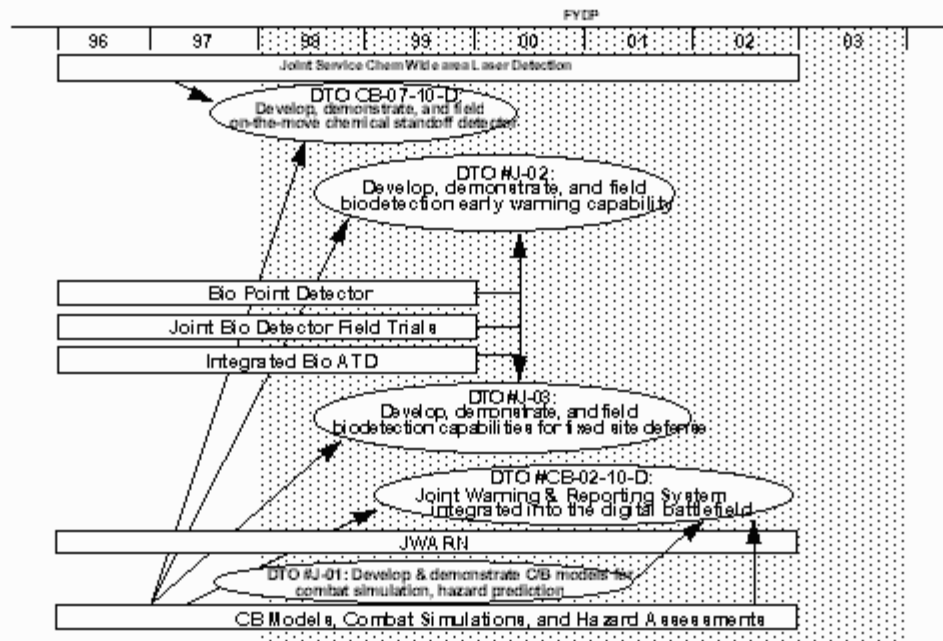 FYDP
96 97 98 99 00 01 02 03
Joint Service Chem Wide area Laser Detection
DTO CB-07-10-D:
Develop, demonstrate, and field
on-the-move chemical standoff detector
DTO #J-02:
Develop, demonstrate, and field
biodetection early warning capability
Bio Point Detector
Joint Bio Detector Field Trials
Integrated Bio ATD
DTO #J-03:
Develop, demonstrate, and field
biodetection capabilities for fixed site defense
DTO #CB-02-10-D:
Joint Warning & Reporting System
integrated into the digital battlefield
JWARN
DTO #J-01: Develop & demonstrate C/B models for
combat simulation, hazard prediction
CB Models, Combat Simulations, and Hazard Assessments